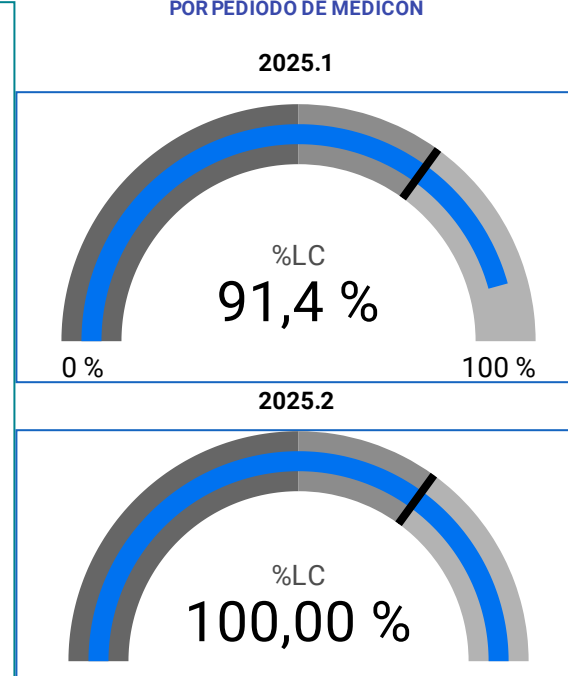 POR PEDIODO DE MEDICON
2025.1
%LC
91,4 %
0 % 100 %
2025.2
%LC
100,00 %